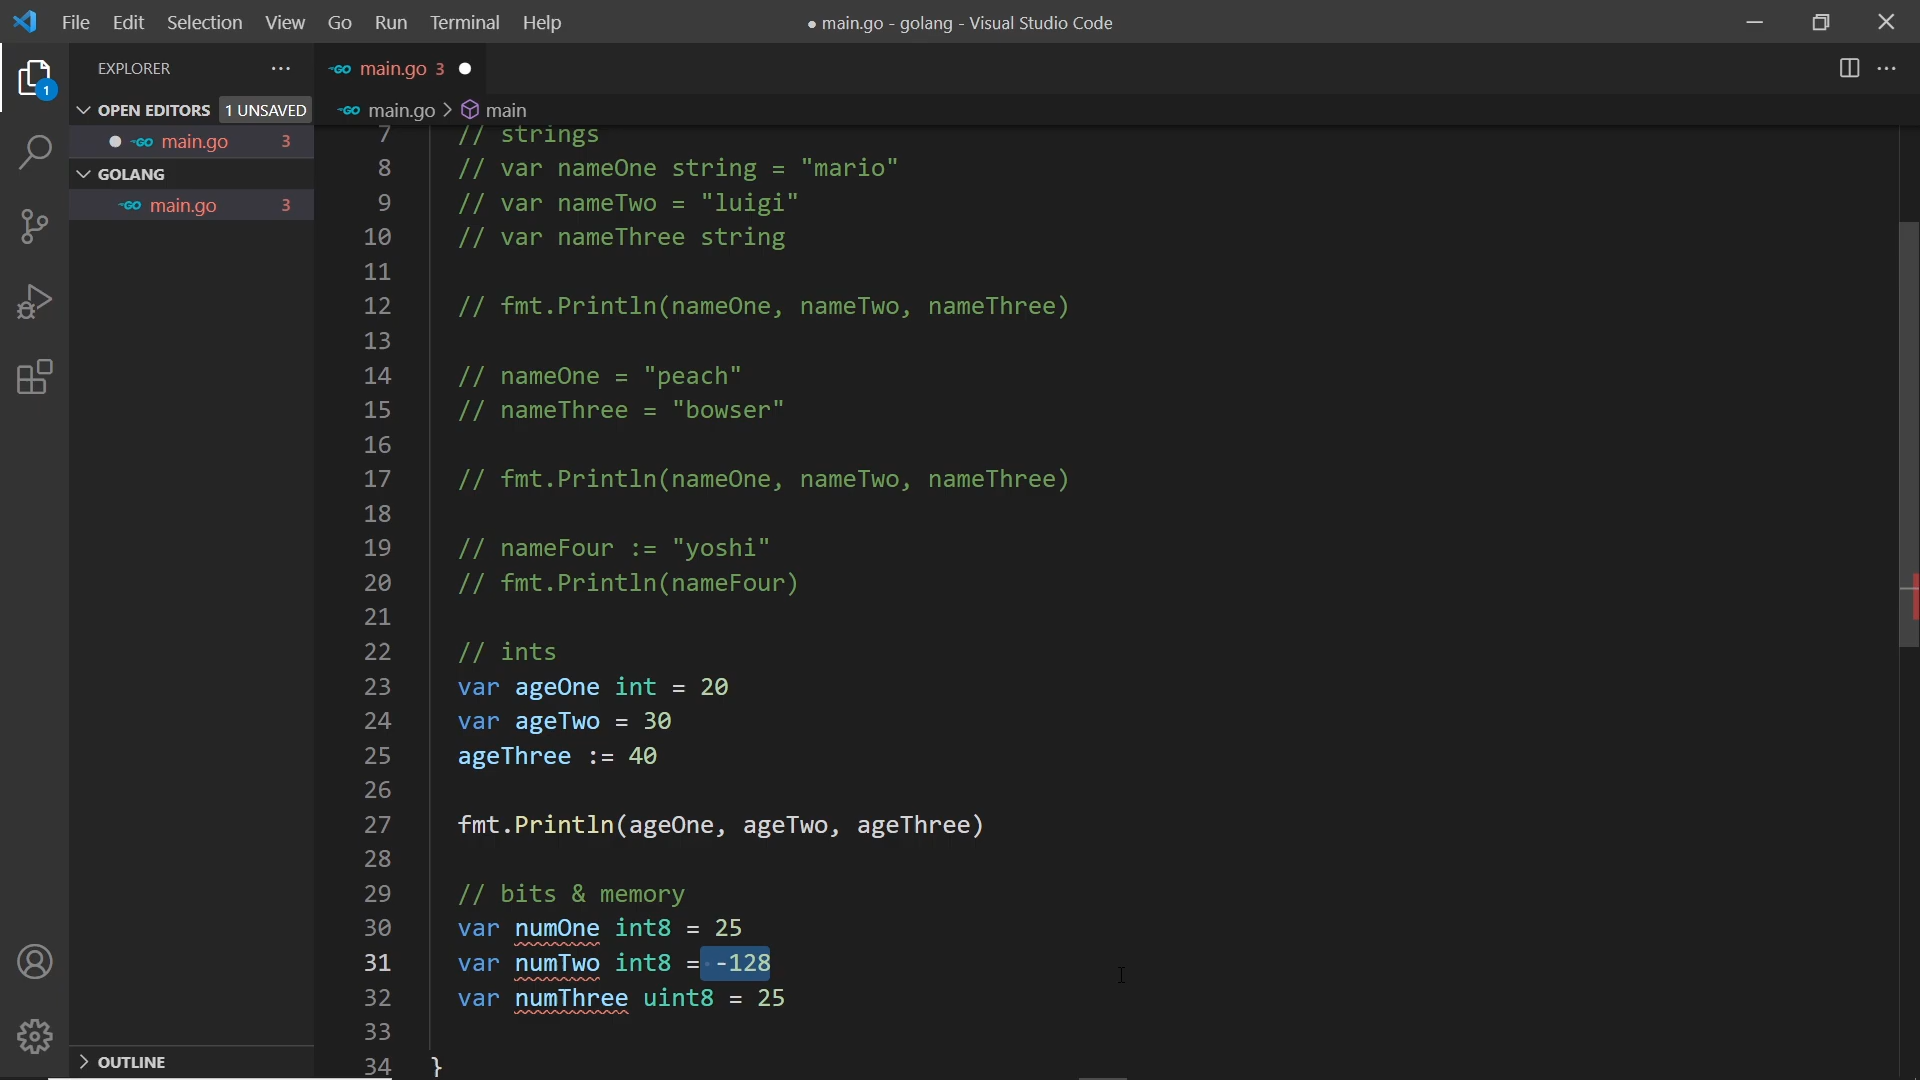 File Edit Selection View Go Run Terminal Help
● main.go - golang - Visual Studio Code
EXPLORER
OPEN EDITORS 1 UNSAVED
GO main.go 3
GOLANG
GO main.go 3
OUTLINE
1
GO main.go 3
GO main.go > main
7 // strings
8 // var nameOne string = "mario"
9 // var nameTwo = "luigi"
10 // var nameThree string
11
12 // fmt.Println(nameOne, nameTwo, nameThree)
13
14 // nameOne = "peach"
15 // nameThree = "bowser"
16
17 // fmt.Println(nameOne, nameTwo, nameThree)
18
19 // nameFour := "yoshi"
20 // fmt.Println(nameFour)
21
22 // ints
23 var ageOne int = 20
24 var ageTwo = 30
25 ageThree := 40
26
27 fmt.Println(ageOne, ageTwo, ageThree)
28
29 // bits & memory
30 var numOne int8 = 25
31 var numTwo int8 = -128
32 var numThree uint8 = 25
33
34 }